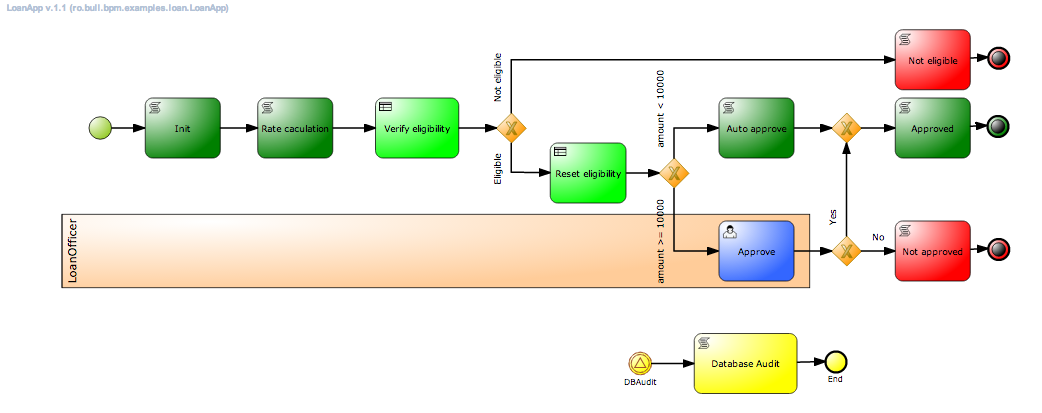 LoanApp v.1.1 (ro.bull.bpm.examples.loan.LoanApp)
Not eligible
Not eligible
amount < 10000
Init
Rate caculation
Verify eligibility
Auto approve
Approved
Eligible
Reset eligibility
amount >= 10000
LoanOfficer
Yes
No
Approve
Not approved
Database Audit
DBAudit
End